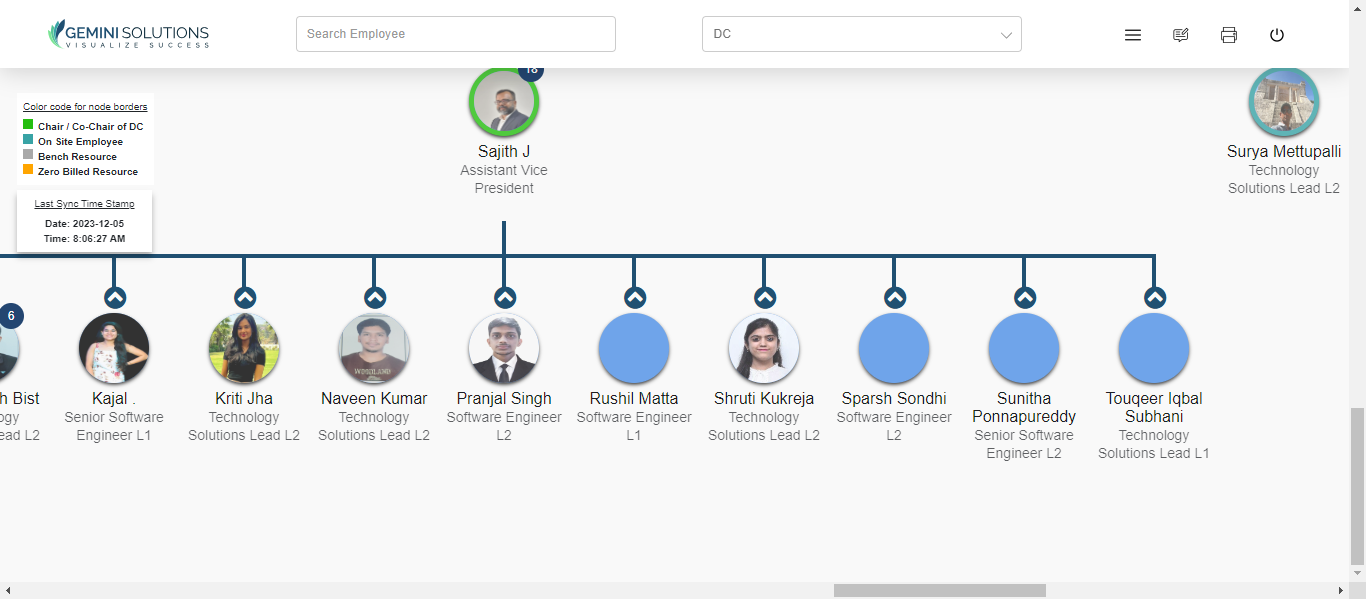 GEMINI SOLUTIONS
VISUALIZE SUCCESS
Search Employee
DC
Color code for node borders
Chair / Co-Chair of DC
On Site Employee
Bench Resource
Zero Billed Resource
Last Sync Time Stamp
Date: 2023-12-05
Time: 8:06:27 AM
18
Sajith J
Assistant Vice
President
Surya Mettupalli
Technology
Solutions Lead L2
6
h Bist
ogy
ead L2
Kajal .
Senior Software
Engineer L1
Kriti Jha
Technology
Solutions Lead L2
Naveen Kumar
Technology
Solutions Lead L2
WOODLAND
Pranjal Singh
Software Engineer
L2
Rushil Matta
Software Engineer
L1
Shruti Kukreja
Technology
Solutions Lead L2
Sparsh Sondhi
Software Engineer
L2
Sunitha
Ponnapureddy
Senior Software
Engineer L2
Touqeer Iqbal
Subhani
Technology
Solutions Lead L1